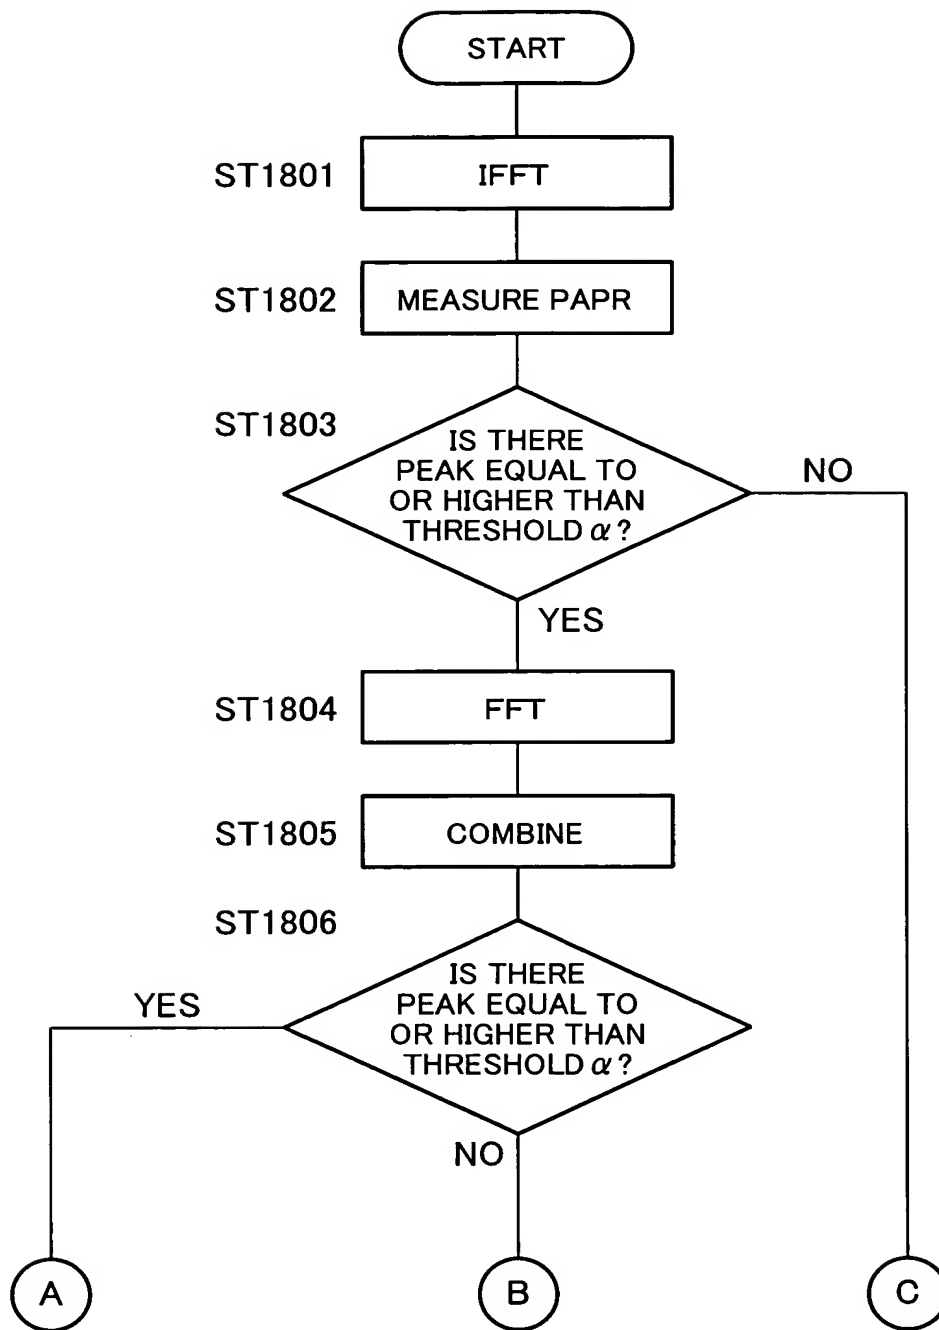 START
ST1801
IFFT
ST1802
MEASURE PAPR
ST1803
IS THERE
PEAK EQUAL TO
OR HIGHER THAN
THRESHOLD α?
NO
YES
ST1804
FFT
ST1805
COMBINE
ST1806
IS THERE
PEAK EQUAL TO
OR HIGHER THAN
THRESHOLD α?
YES
NO
A
B
C